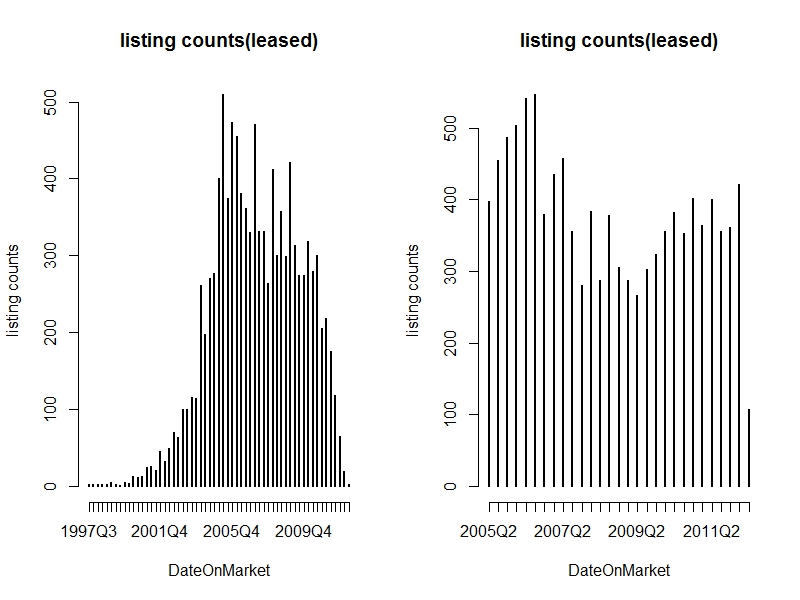 listing counts(leased)
listing counts
500
400
300
200
100
0
1997Q3 2001Q4 2005Q4 2009Q4
DateOnMarket
listing counts(leased)
listing counts
500
400
300
200
100
0
2005Q2 2007Q2 2009Q2 2011Q2
DateOnMarket